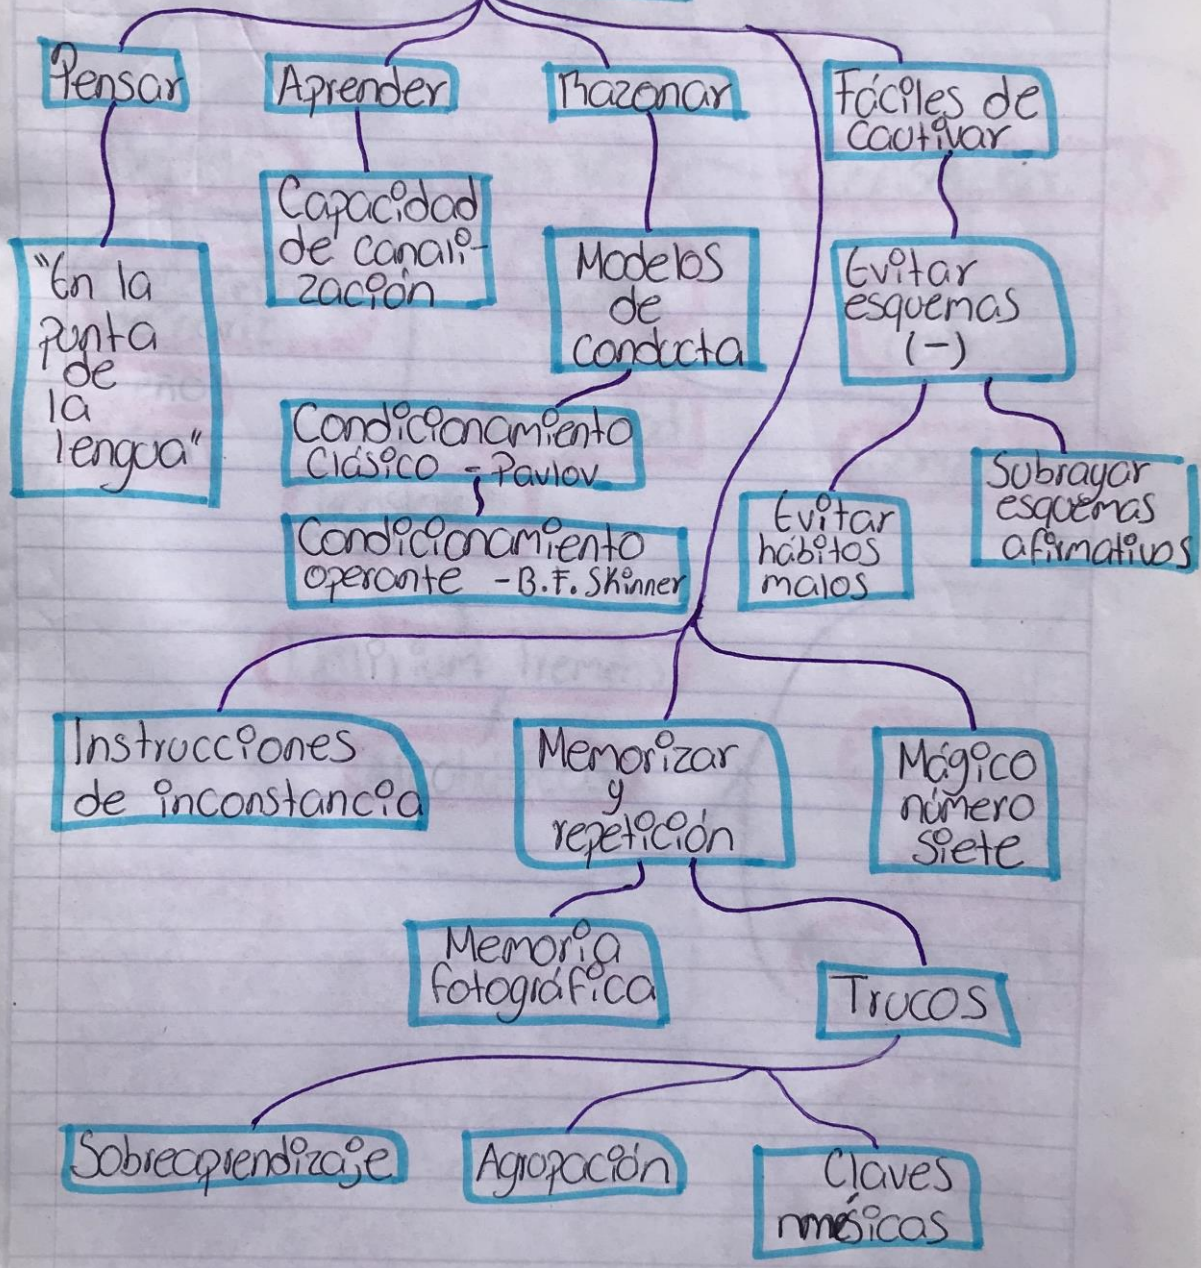 Pensar
Aprender
Razonar
Fáciles de
cautivar
"En la
punta
de
la
lengua"
Capacidad
de canali-
zación
Modelos
de
conducta
Condicionamiento
Clásico - Pavlov
Condicionamiento
operante - B.F. Skinner
Evitar
esquemas
(-)
Evitar
hábitos
malos
Subrayar
esquemas
afirmativos
Instrucciones
de inconstancia
Memorizar
y
repetición
Mágico
número
siete
Memoria
fotográfica
Trucos
Sobreaprendizaje
Agrupación
Claves
nmésicas